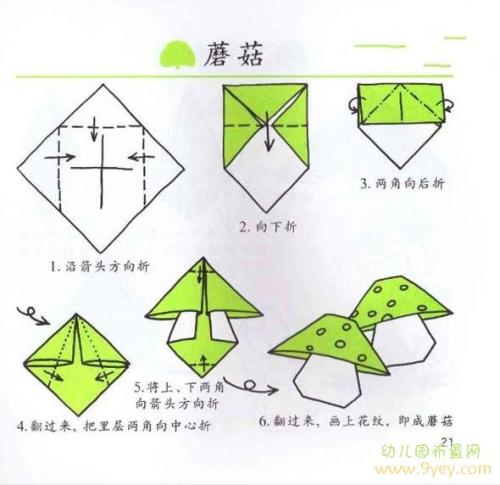 蘑菇
1. 沿箭头方向折
2. 向下折
3. 两角向后折
4. 翻过来，把里层两角向中心折
5. 将上、下两角
向箭头方向折
6. 翻过来，画上花纹，即成蘑菇
21
幼儿园布置网
www.9yey.com